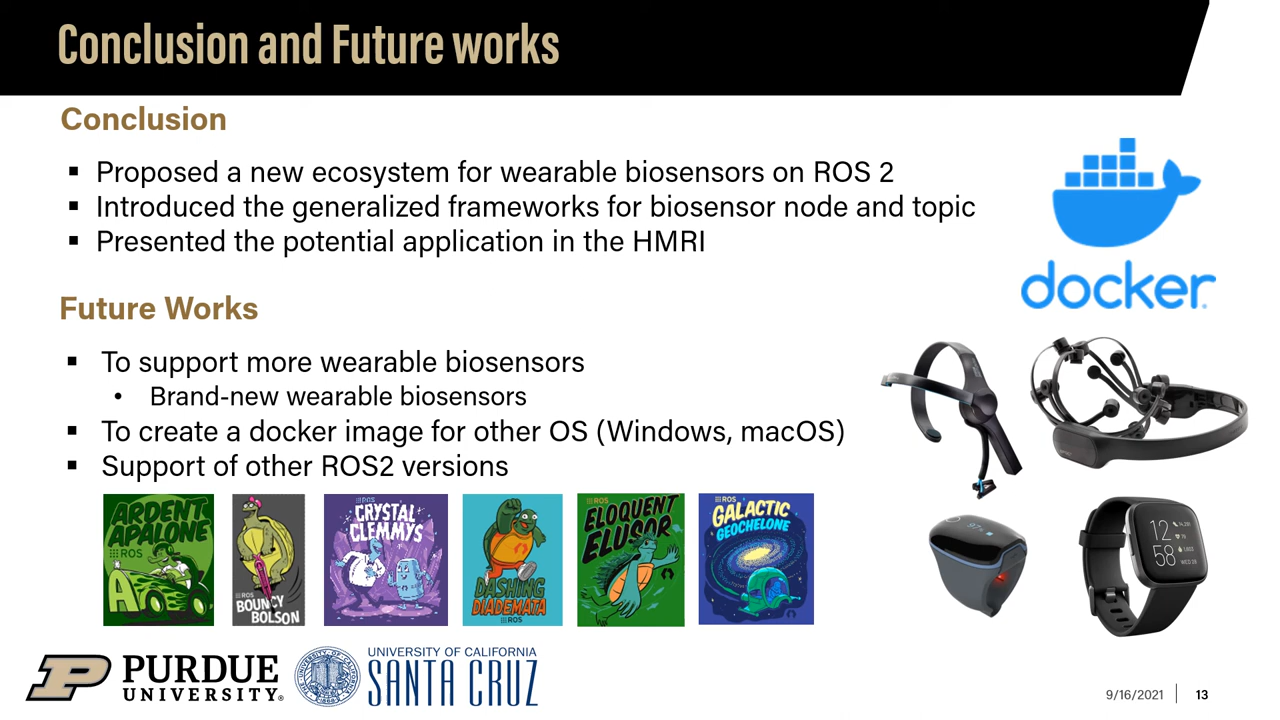 Conclusion and Future works
Conclusion
▪ Proposed a new ecosystem for wearable biosensors on ROS 2
▪ Introduced the generalized frameworks for biosensor node and topic
▪ Presented the potential application in the HMRI
docker
Future Works
▪ To support more wearable biosensors
• Brand-new wearable biosensors
▪ To create a docker image for other OS (Windows, macOS)
▪ Support of other ROS2 versions
ARDENT
APALONE
ROS
A
ROS
BOUNCY
BOLSON
ROS
CRYSTAL
CLEMMYS
DASHING
DIADEMATA
ROS
ROS
ELOQUENT
ELUSOR
ROS
GALACTIC
GEOCHELONE
12
58
P PURDUE
UNIVERSITY®
UNIVERSITY OF CALIFORNIA
SANTA CRUZ
9/16/2021
13